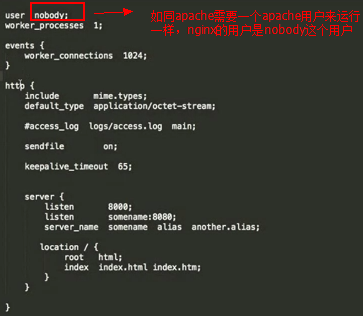 user  nobody;
如同apache需要一个apache用户来运行
worker_processes  1;
一样，nginx的用户是nobody这个用户
events {
    worker_connections  1024;
}
http {
    include       mime.types;
    default_type  application/octet-stream;
    #access_log  logs/access.log  main;
    sendfile        on;
    keepalive_timeout  65;
    server {
        listen       8000;
        listen       somename:8080;
        server_name  somename  alias  another.alias;
        location / {
            root   html;
            index  index.html index.htm;
        }
    }
}